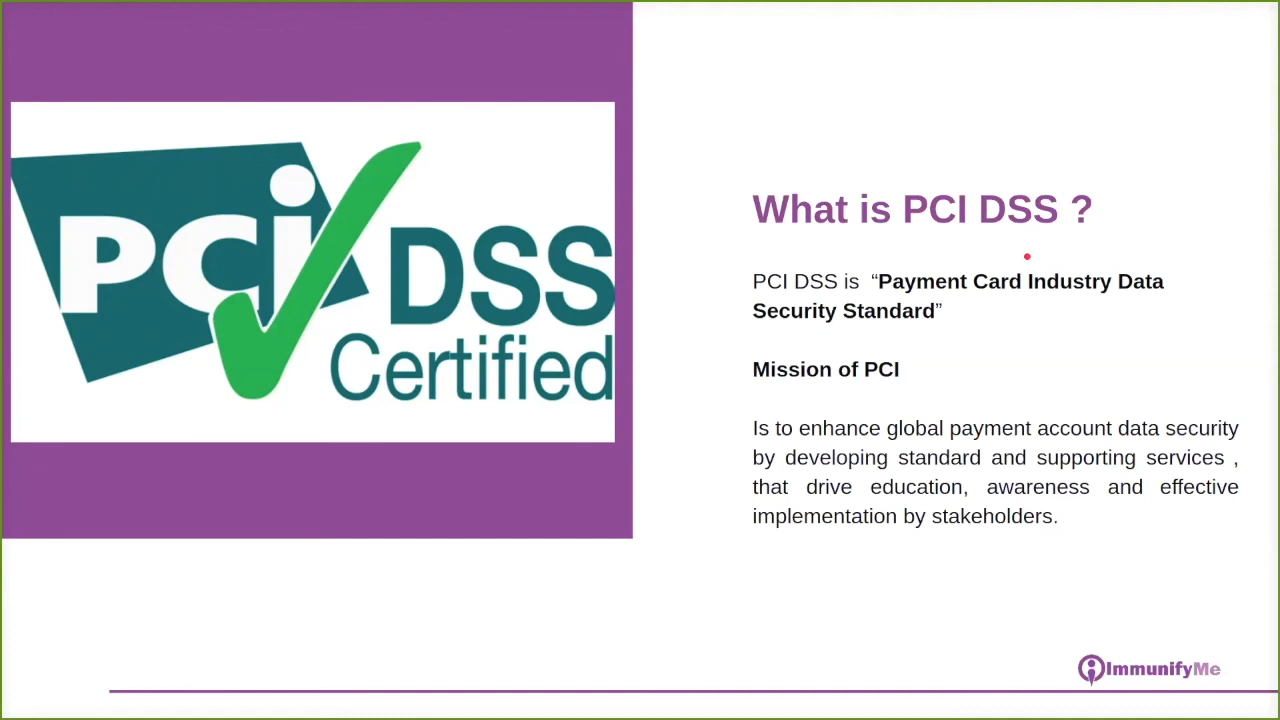 PCi DSS
Certified
What is PCI DSS ?
PCI DSS is “Payment Card Industry Data
Security Standard”
Mission of PCI
Is to enhance global payment account data security
by developing standard and supporting services ,
that drive education, awareness and effective
implementation by stakeholders.
ImmunifyMe